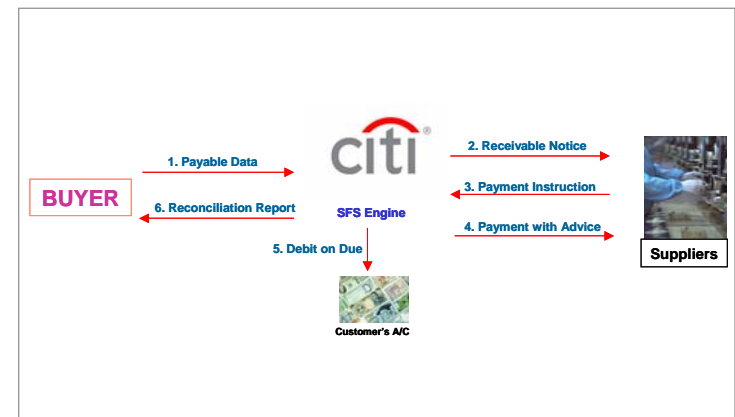 citi®
1. Payable Data
2. Receivable Notice
BUYER
3. Payment Instruction
6. Reconciliation Report
SFS Engine
4. Payment with Advice
Suppliers
5. Debit on Due
Customer's A/C